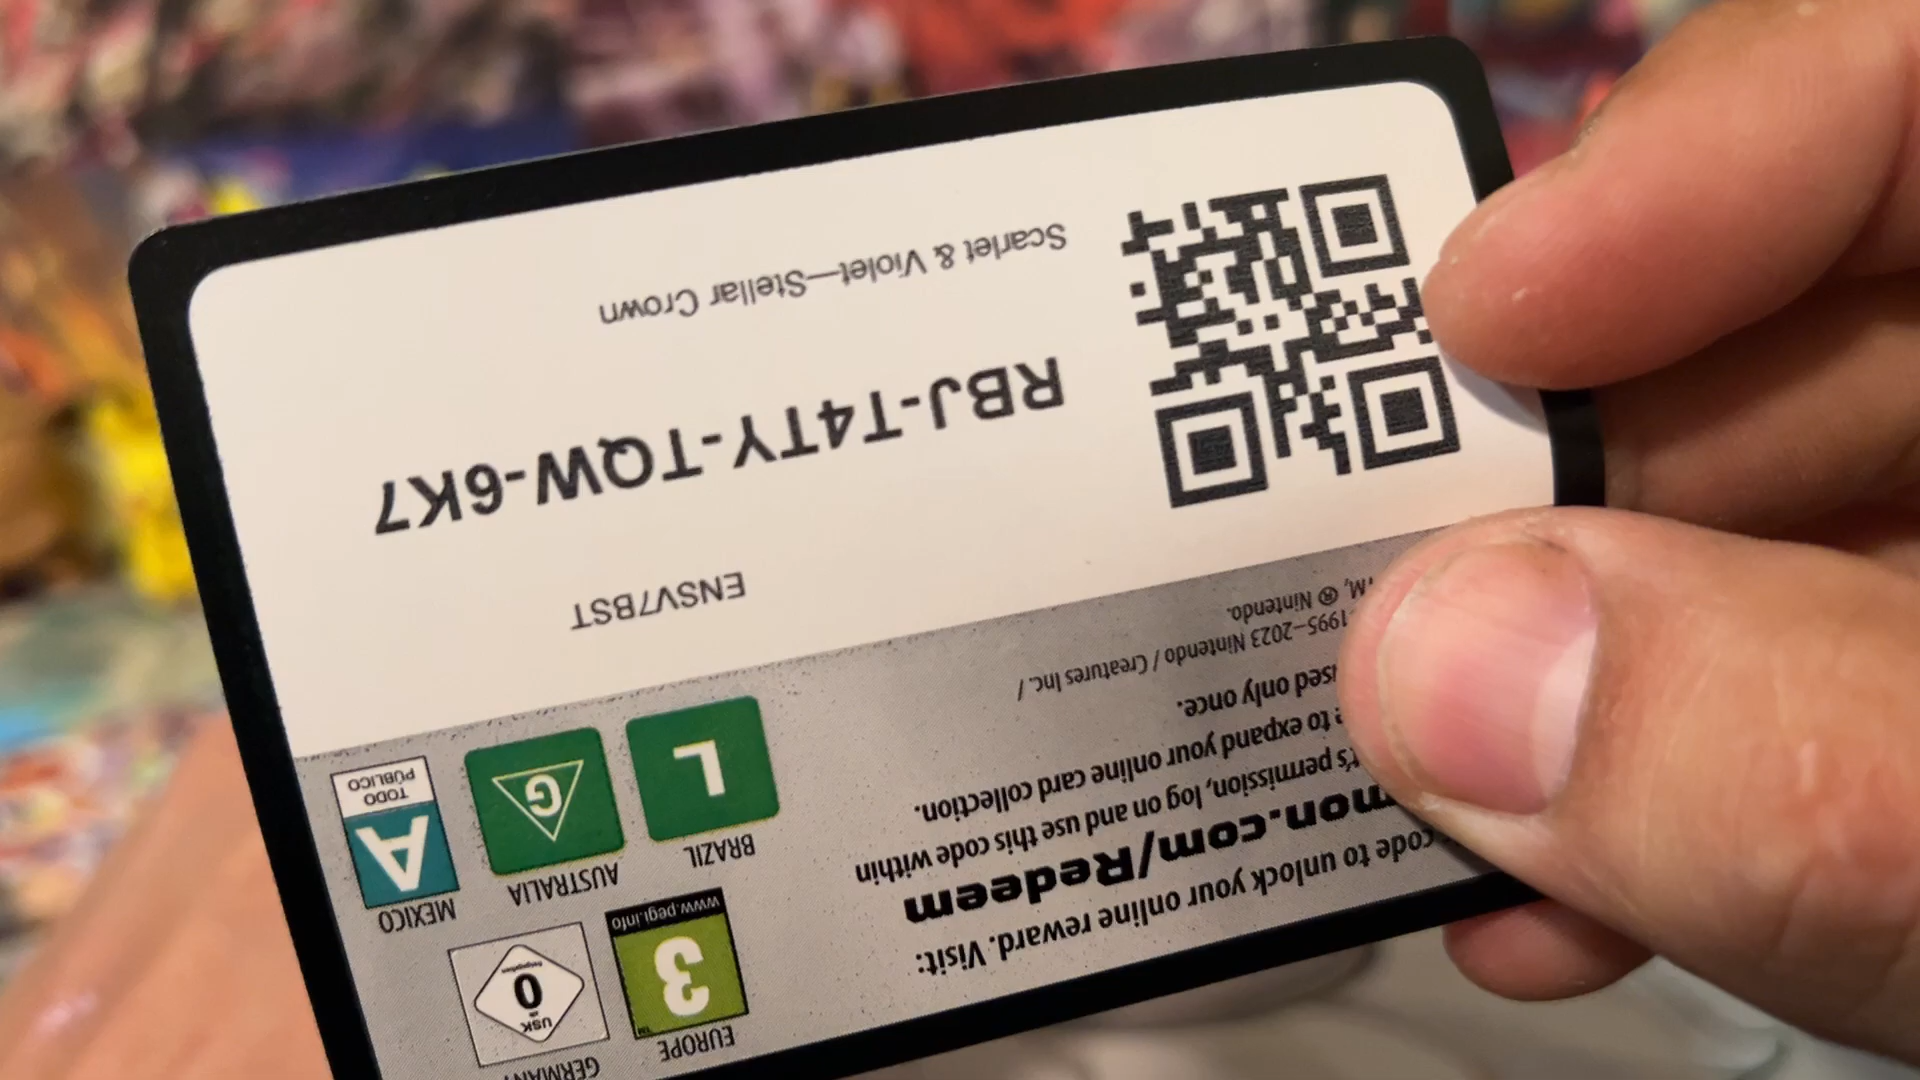 code to unlock your online reward. Visit:
mon.com/Redeem
permission, log on and use this code within
to expand your online card collection.
only once.
1995–2023 Nintendo / Creatures Inc. /
® Nintendo.
EUROPE
3
www.pegi.info
GERMANY
USK
ab
0
freigegeben
BRAZIL
L
AUSTRALIA
G
MEXICO
A
TODO
PÚBLICO
ENSV7BST
RBJ-T4TY-TQW-6K7
Scarlet & Violet—Stellar Crown